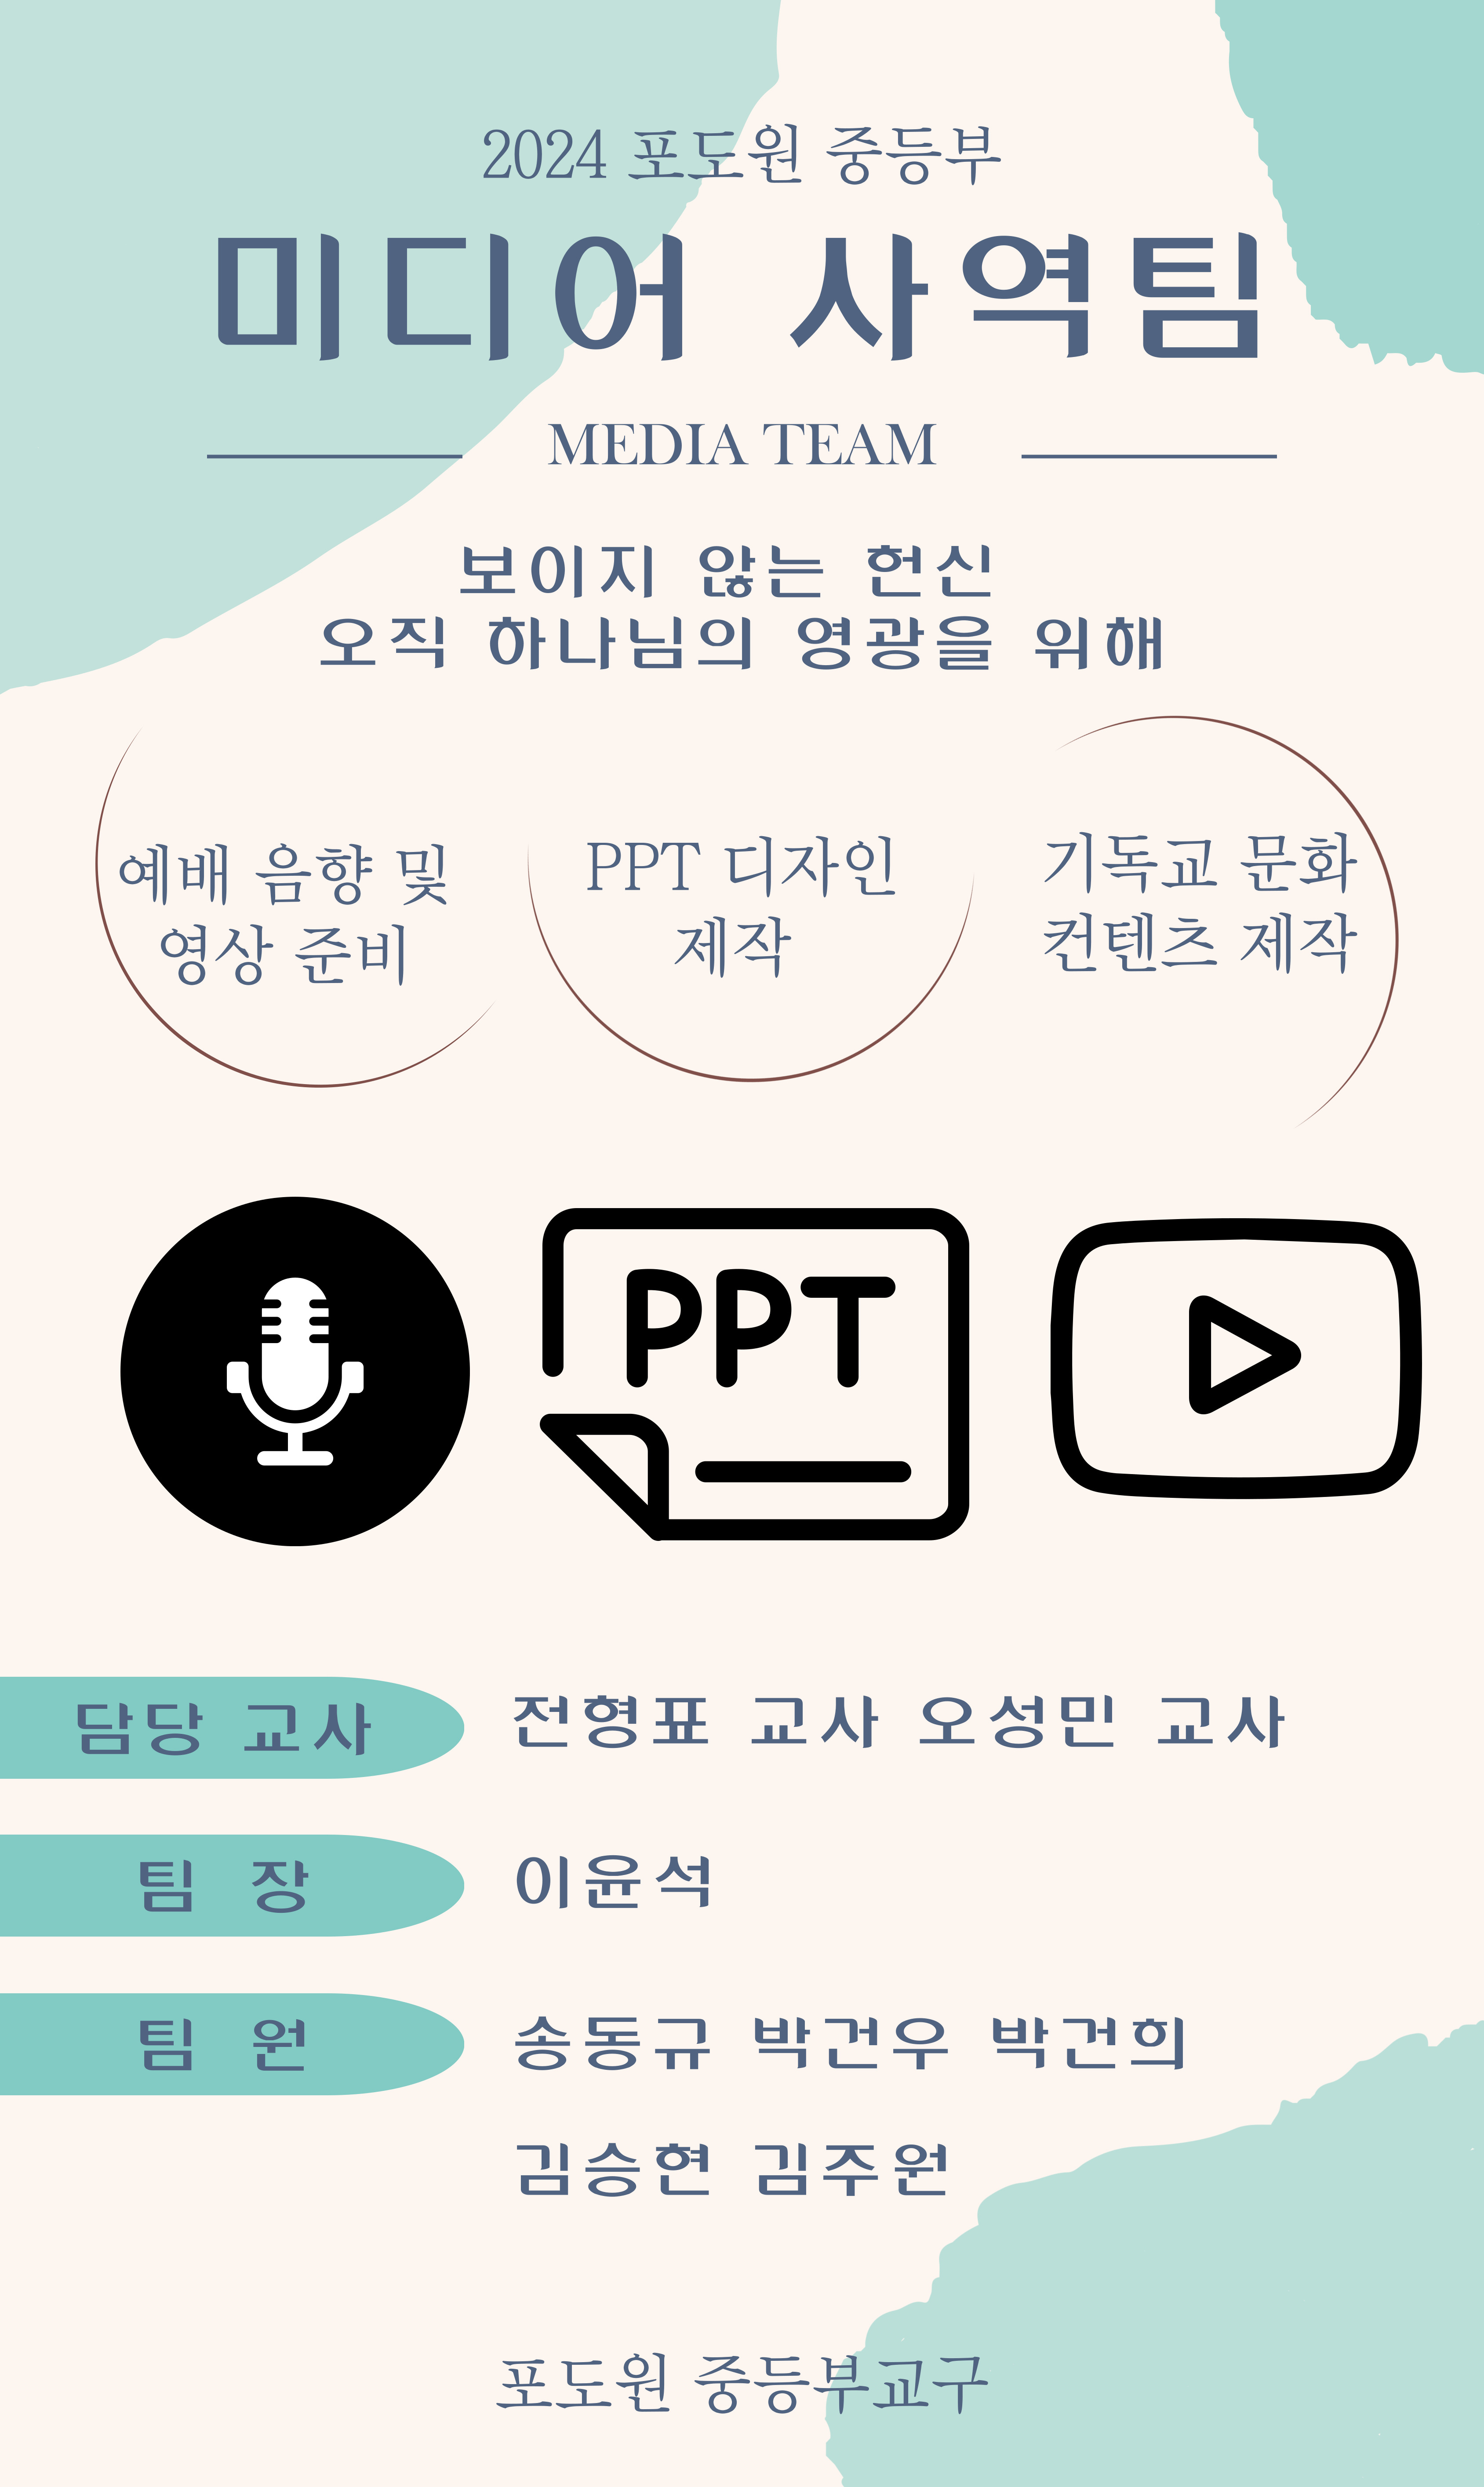 2024 포도원 중등부
미디어 사역팀
MEDIA TEAM
보이지 않는 헌신
오직 하나님의 영광을 위해
예배 음향 및
영상 준비
PPT 디자인
제작
기독교 문화
컨텐츠 제작
PPT
담당 교사 전형표 교사 오성민 교사
팀 장 이윤석
팀 원 송동규 박건우 박건희
김승현 김주원
포도원 중등부교구